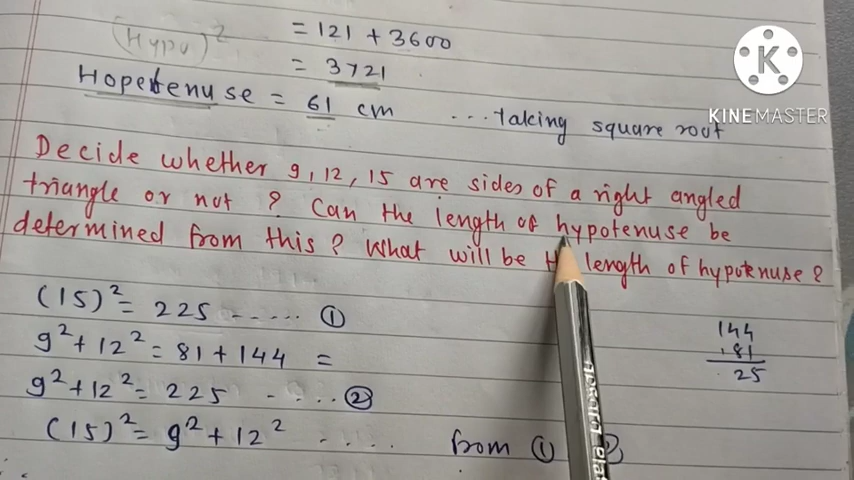 (Hypo)² = 121 + 3600
= 3721
Hopetenuse = 61 cm ...taking square root
K
KINEMASTER
Decide whether 9, 12, 15 are sides of a right angled
triangle or not ? Can the length of hypotenuse be
determined from this ? What will be length of hypotenuse ?
(15)² = 225 ..... ①
9² + 12² = 81 + 144 =
9² + 12² = 225 ..... ②
(15)² = 9² + 12² .... from ①
144
81
25